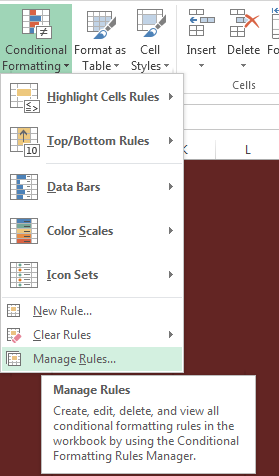 Conditional Formatting
Format as Table
Cell Styles
Insert
Delete
Cells
Highlight Cells Rules
Top/Bottom Rules
10
Data Bars
Color Scales
Icon Sets
New Rule...
Clear Rules
Manage Rules...
L
Manage Rules
Create, edit, delete, and view all
conditional formatting rules in the
workbook by using the Conditional
Formatting Rules Manager.